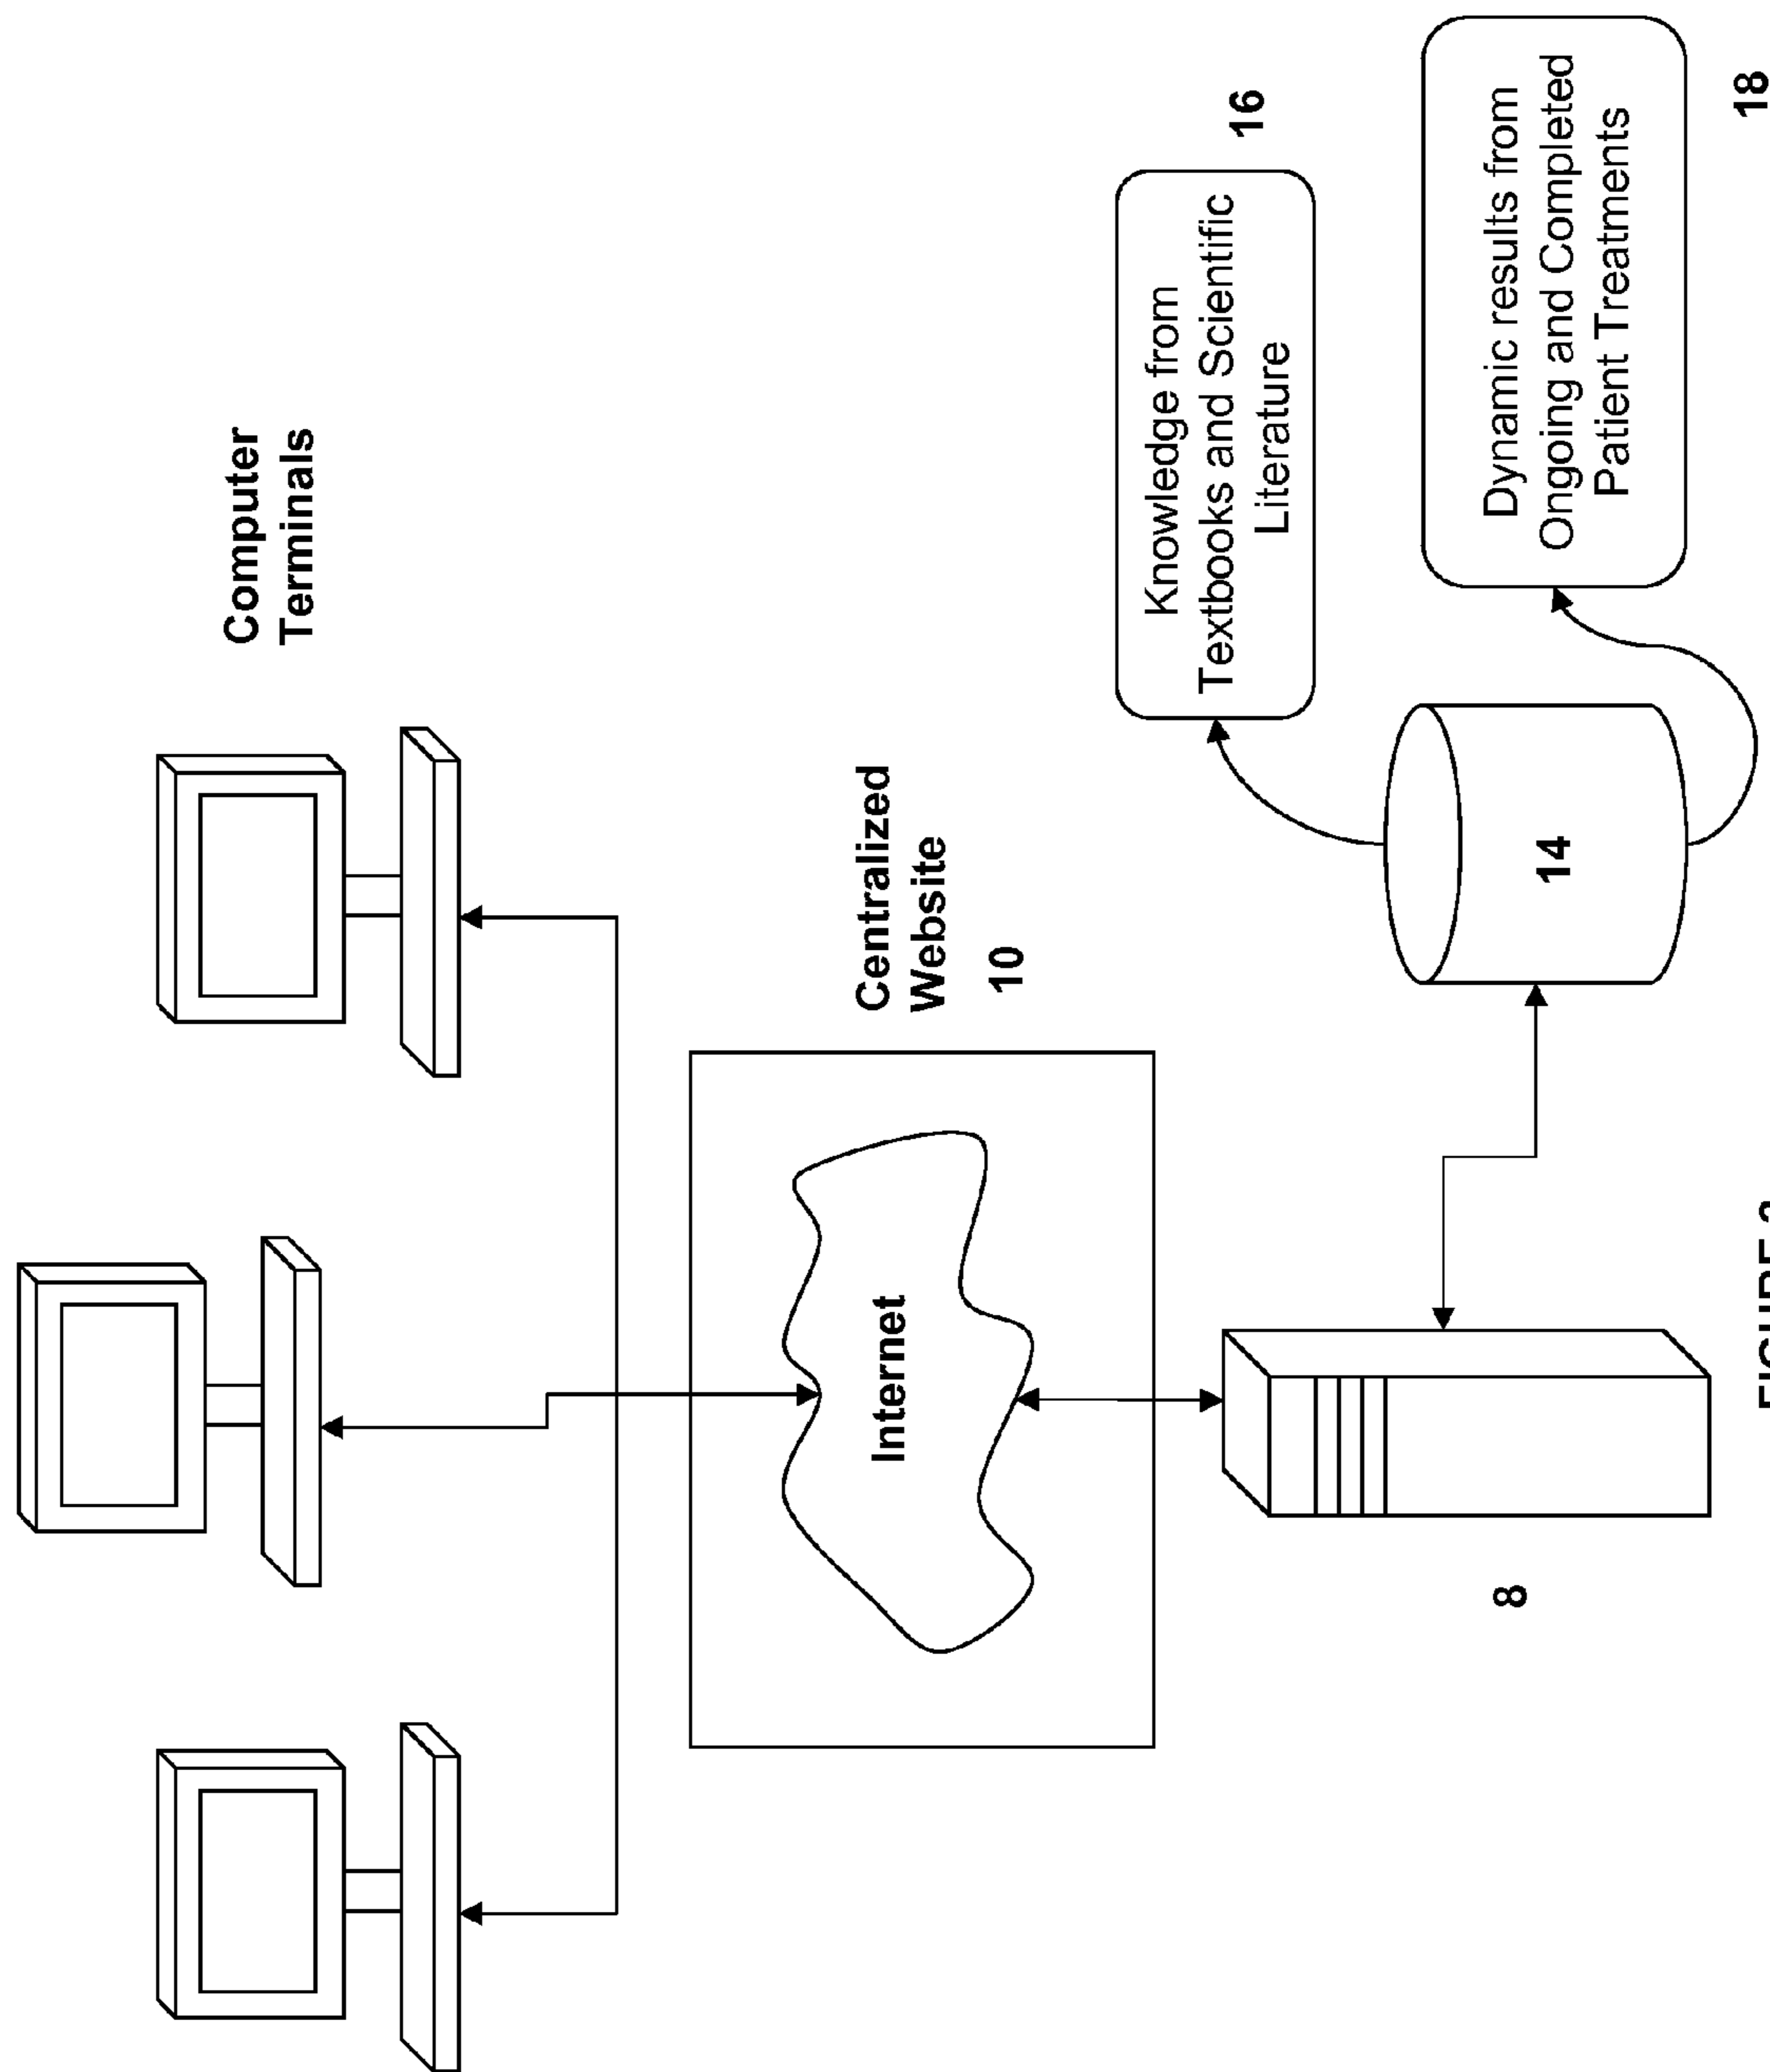 Computer
Terminals
Centralized
Website
10
Internet
Knowledge from
Textbooks and Scientific
Literature
16
14
Dynamic results from
Ongoing and Completed
Patient Treatments
18
8
FIGURE